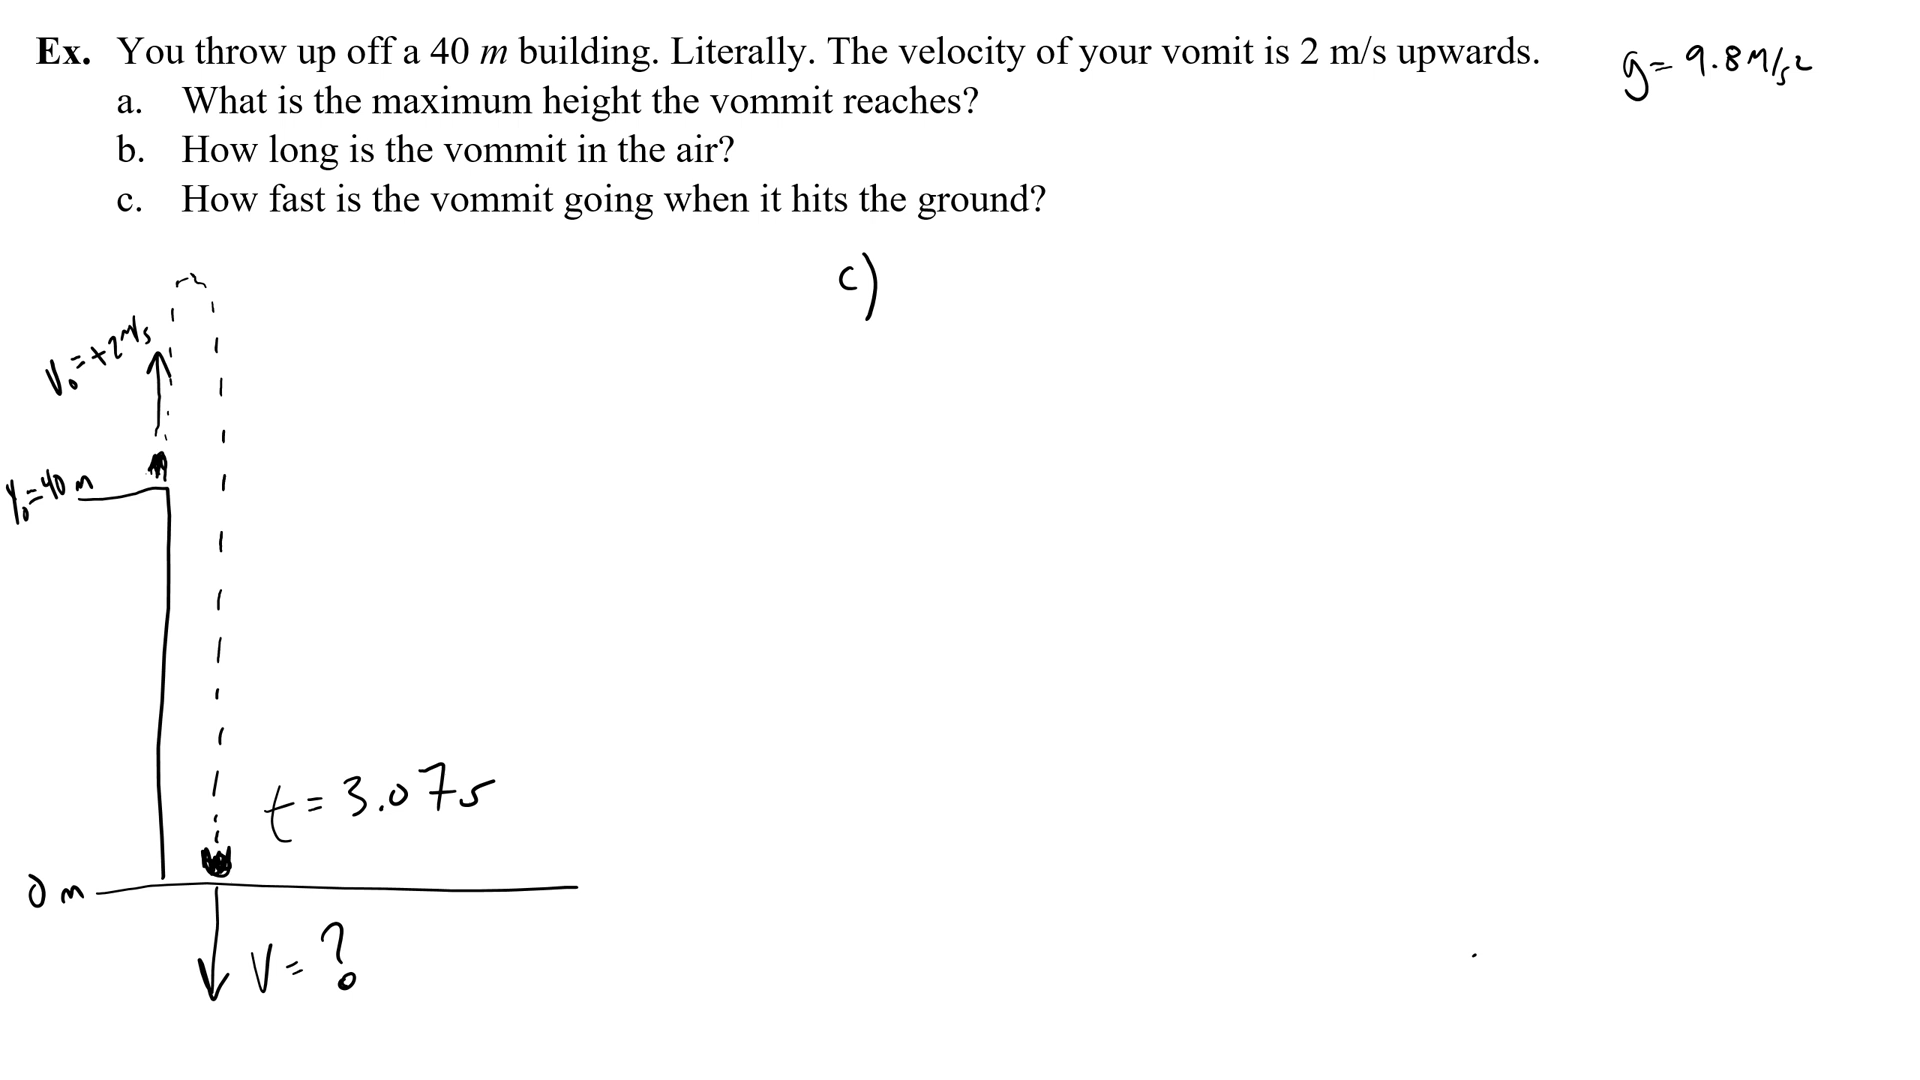 Ex. You throw up off a 40 m building. Literally. The velocity of your vomit is 2 m/s upwards.
g = 9.8 m/s²
a. What is the maximum height the vommit reaches?
b. How long is the vommit in the air?
c. How fast is the vommit going when it hits the ground?
c)
V₀ = +2 m/s
Y₀ = 40 m
t = 3.07s
0 m
V = ?